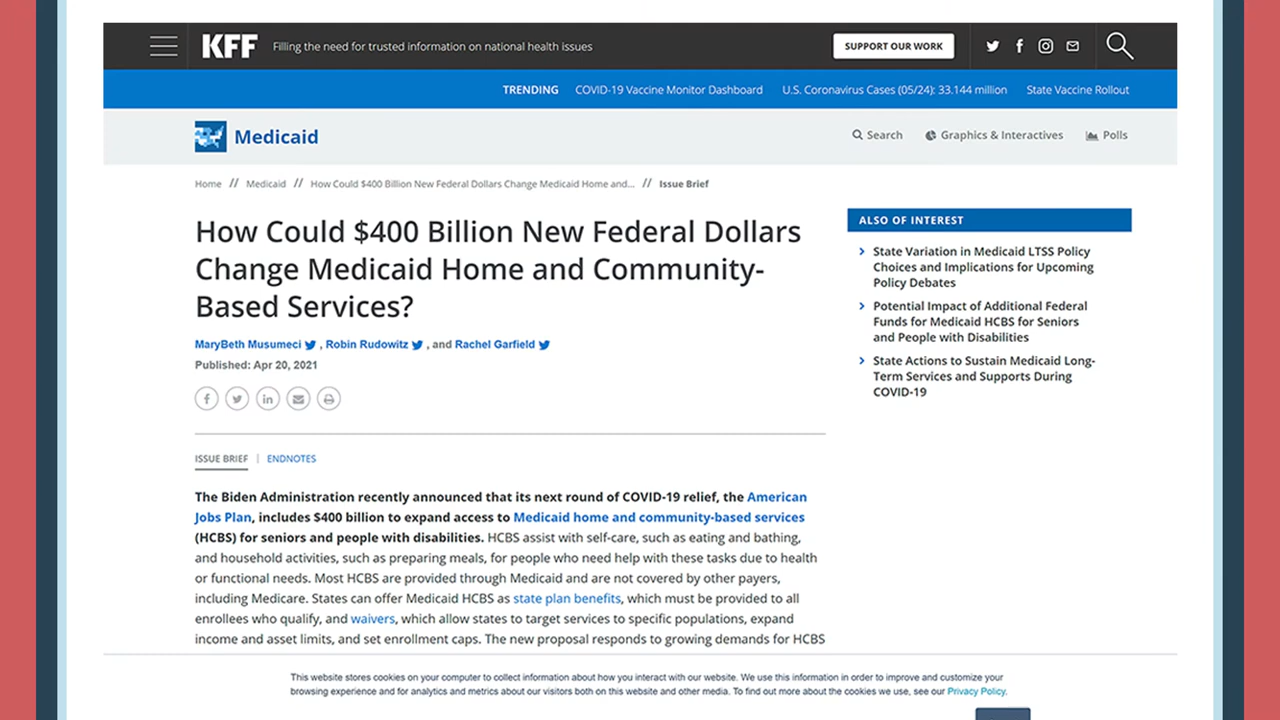 KFF Filling the need for trusted information on national health issues SUPPORT OUR WORK
TRENDING COVID-19 Vaccine Monitor Dashboard U.S. Coronavirus Cases (05/24): 33.144 million State Vaccine Rollout
Medicaid Search Graphics & Interactives Polls
Home // Medicaid // How Could $400 Billion New Federal Dollars Change Medicaid Home and... // Issue Brief
How Could $400 Billion New Federal Dollars
Change Medicaid Home and Community-
Based Services?
MaryBeth Musumeci , Robin Rudowitz , and Rachel Garfield
Published: Apr 20, 2021
ISSUE BRIEF | ENDNOTES
The Biden Administration recently announced that its next round of COVID-19 relief, the American
Jobs Plan, includes $400 billion to expand access to Medicaid home and community-based services
(HCBS) for seniors and people with disabilities. HCBS assist with self-care, such as eating and bathing,
and household activities, such as preparing meals, for people who need help with these tasks due to health
or functional needs. Most HCBS are provided through Medicaid and are not covered by other payers,
including Medicare. States can offer Medicaid HCBS as state plan benefits, which must be provided to all
enrollees who qualify, and waivers, which allow states to target services to specific populations, expand
income and asset limits, and set enrollment caps. The new proposal responds to growing demands for HCBS
ALSO OF INTEREST
State Variation in Medicaid LTSS Policy
Choices and Implications for Upcoming
Policy Debates
Potential Impact of Additional Federal
Funds for Medicaid HCBS for Seniors
and People with Disabilities
State Actions to Sustain Medicaid Long-
Term Services and Supports During
COVID-19
This website stores cookies on your computer to collect information about how you interact with our website. We use this information in order to improve and customize your
browsing experience and for analytics and metrics about our visitors both on this website and other media. To find out more about the cookies we use, see our Privacy Policy.